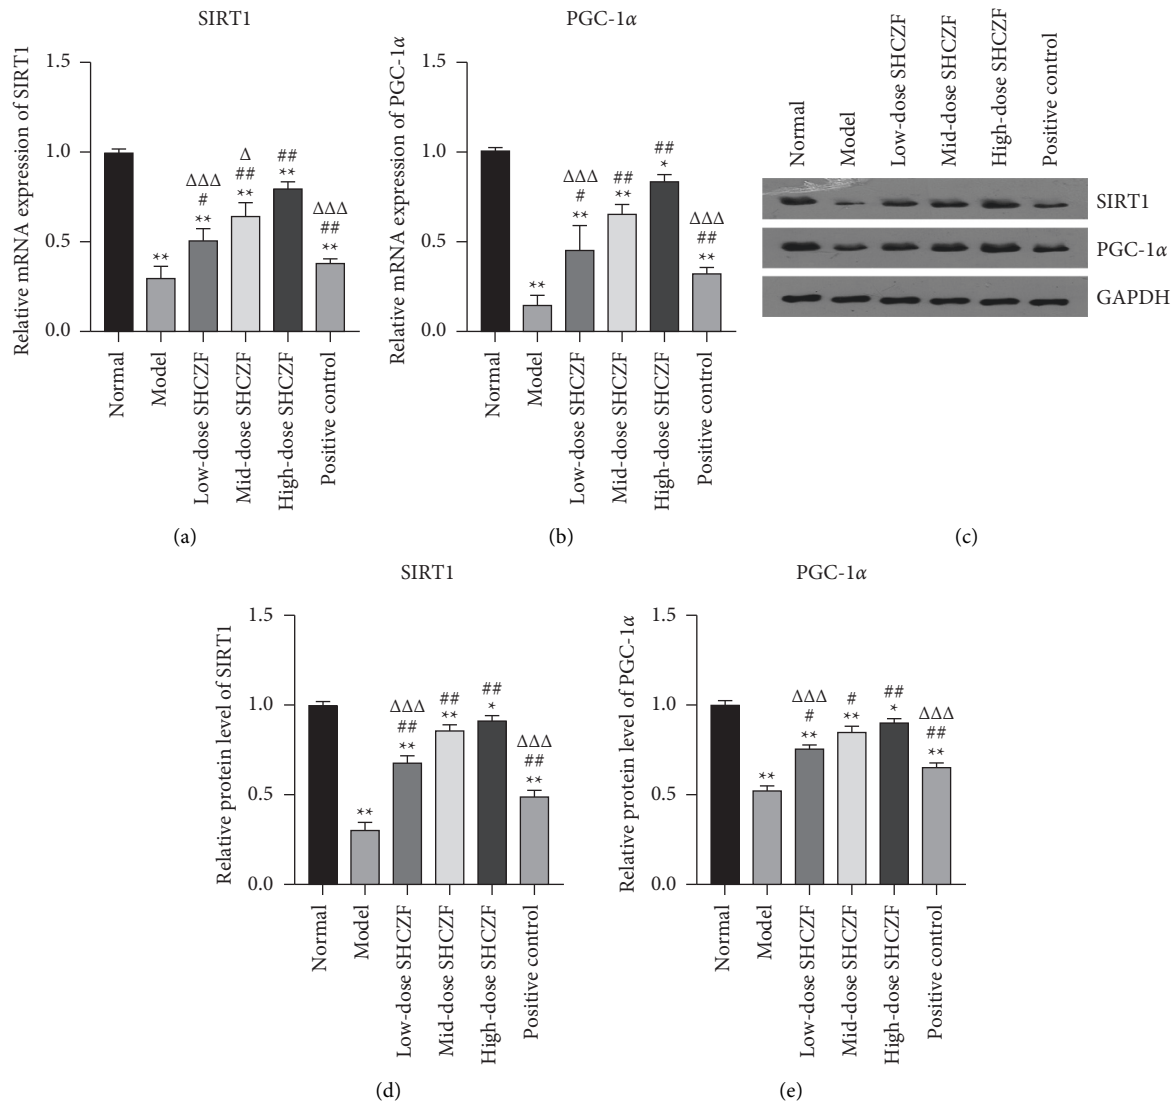 SIRT1
Relative mRNA expression of SIRT1
1.5
1.0
0.5
0.0
**
ΔΔΔ
#
**
Δ
##
**
##
**
ΔΔΔ
##
**
Normal
Model
Low-dose SHCZF
Mid-dose SHCZF
High-dose SHCZF
Positive control
(a)
PGC-1α
Relative mRNA expression of PGC-1α
1.5
1.0
0.5
0.0
**
ΔΔΔ
#
**
##
**
##
*
ΔΔΔ
##
**
Normal
Model
Low-dose SHCZF
Mid-dose SHCZF
High-dose SHCZF
Positive control
(b)
Normal
Model
Low-dose SHCZF
Mid-dose SHCZF
High-dose SHCZF
Positive control
SIRT1
PGC-1α
GAPDH
(c)
SIRT1
Relative protein level of SIRT1
1.5
1.0
0.5
0.0
**
ΔΔΔ
##
**
##
**
##
*
ΔΔΔ
##
**
Normal
Model
Low-dose SHCZF
Mid-dose SHCZF
High-dose SHCZF
Positive control
(d)
PGC-1α
Relative protein level of PGC-1α
1.5
1.0
0.5
0.0
**
ΔΔΔ
#
**
#
**
##
*
ΔΔΔ
##
**
Normal
Model
Low-dose SHCZF
Mid-dose SHCZF
High-dose SHCZF
Positive control
(e)